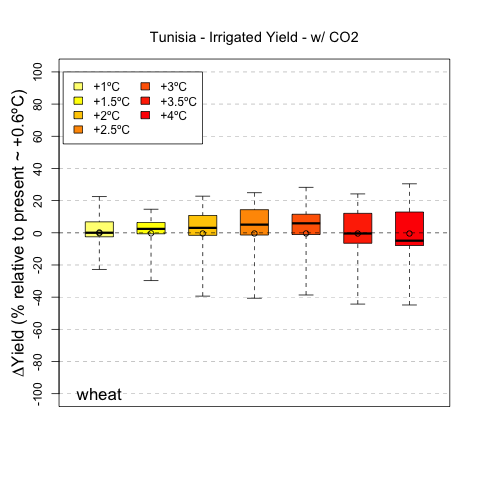 Tunisia - Irrigated Yield - w/ CO2
ΔYield (% relative to present ~ +0.6ºC)
100
80
60
40
20
0
-20
-40
-60
-80
-100
+1ºC
+1.5ºC
+2ºC
+2.5ºC
+3ºC
+3.5ºC
+4ºC
wheat